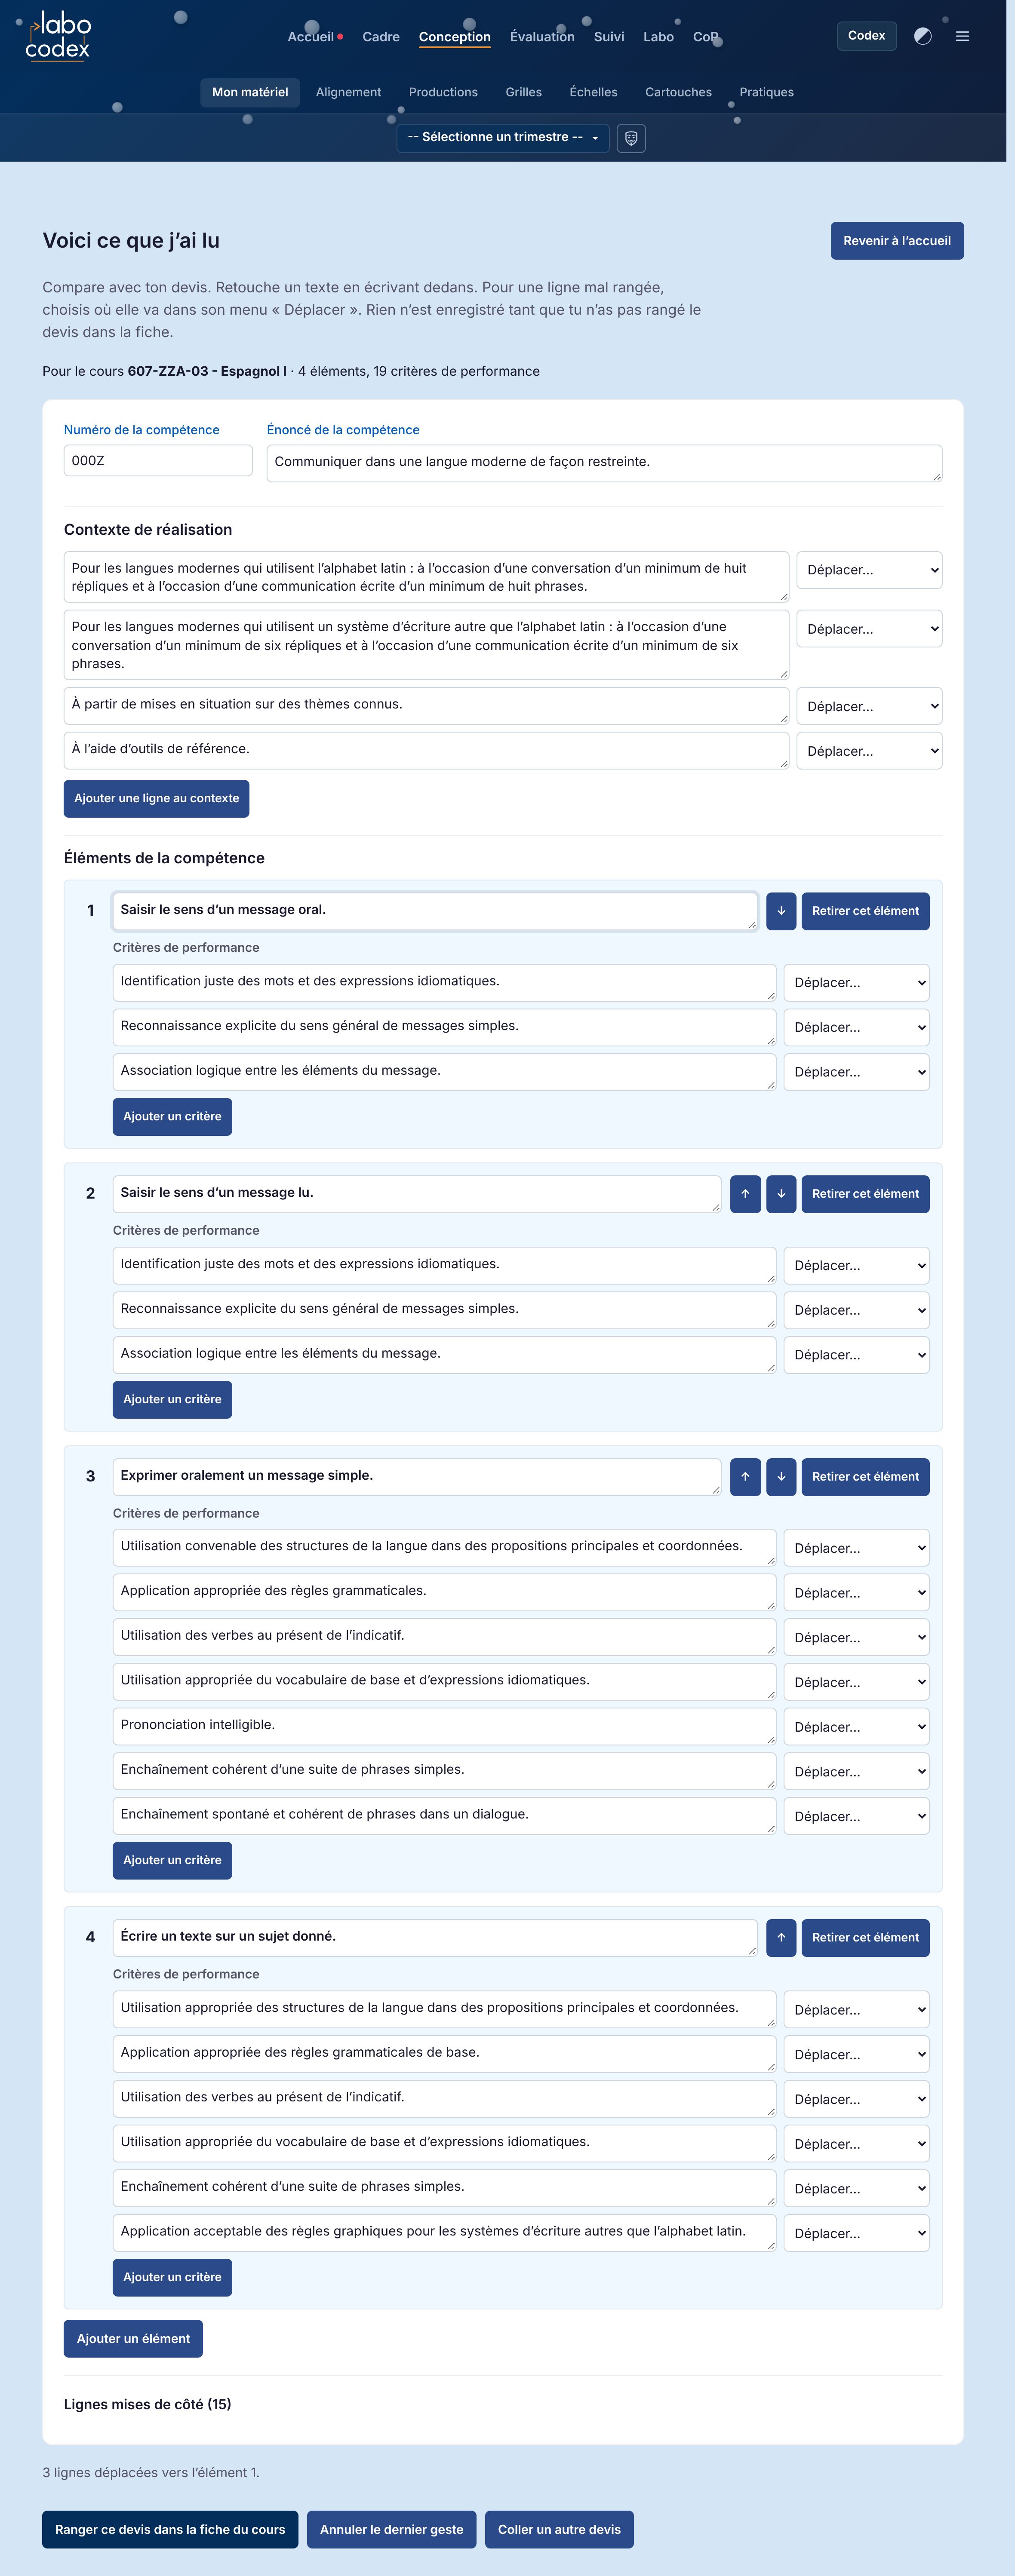 labo
codex
Accueil Cadre Conception Évaluation Suivi Labo CoP
Codex
Mon matériel Alignement Productions Grilles Échelles Cartouches Pratiques
-- Sélectionne un trimestre --
Voici ce que j’ai lu
Revenir à l’accueil
Compare avec ton devis. Retouche un texte en écrivant dedans. Pour une ligne mal rangée,
choisis où elle va dans son menu « Déplacer ». Rien n’est enregistré tant que tu n’as pas rangé le
devis dans la fiche.
Pour le cours 607-ZZA-03 - Espagnol I · 4 éléments, 19 critères de performance
Numéro de la compétence Énoncé de la compétence
000Z Communiquer dans une langue moderne de façon restreinte.
Contexte de réalisation
Pour les langues modernes qui utilisent l’alphabet latin : à l’occasion d’une conversation d’un minimum de huit
répliques et à l’occasion d’une communication écrite d’un minimum de huit phrases.
Déplacer...
Pour les langues modernes qui utilisent un système d’écriture autre que l’alphabet latin : à l’occasion d’une
conversation d’un minimum de six répliques et à l’occasion d’une communication écrite d’un minimum de six
phrases.
Déplacer...
À partir de mises en situation sur des thèmes connus. Déplacer...
À l’aide d’outils de référence. Déplacer...
Ajouter une ligne au contexte
Éléments de la compétence
1 Saisir le sens d’un message oral. ↓ Retirer cet élément
Critères de performance
Identification juste des mots et des expressions idiomatiques. Déplacer...
Reconnaissance explicite du sens général de messages simples. Déplacer...
Association logique entre les éléments du message. Déplacer...
Ajouter un critère
2 Saisir le sens d’un message lu. ↑ ↓ Retirer cet élément
Critères de performance
Identification juste des mots et des expressions idiomatiques. Déplacer...
Reconnaissance explicite du sens général de messages simples. Déplacer...
Association logique entre les éléments du message. Déplacer...
Ajouter un critère
3 Exprimer oralement un message simple. ↑ ↓ Retirer cet élément
Critères de performance
Utilisation convenable des structures de la langue dans des propositions principales et coordonnées. Déplacer...
Application appropriée des règles grammaticales. Déplacer...
Utilisation des verbes au présent de l’indicatif. Déplacer...
Utilisation appropriée du vocabulaire de base et d’expressions idiomatiques. Déplacer...
Prononciation intelligible. Déplacer...
Enchaînement cohérent d’une suite de phrases simples. Déplacer...
Enchaînement spontané et cohérent de phrases dans un dialogue. Déplacer...
Ajouter un critère
4 Écrire un texte sur un sujet donné. ↑ Retirer cet élément
Critères de performance
Utilisation appropriée des structures de la langue dans des propositions principales et coordonnées. Déplacer...
Application appropriée des règles grammaticales de base. Déplacer...
Utilisation des verbes au présent de l’indicatif. Déplacer...
Utilisation appropriée du vocabulaire de base et d’expressions idiomatiques. Déplacer...
Enchaînement cohérent d’une suite de phrases simples. Déplacer...
Application acceptable des règles graphiques pour les systèmes d’écriture autres que l’alphabet latin. Déplacer...
Ajouter un critère
Ajouter un élément
Lignes mises de côté (15)
3 lignes déplacées vers l’élément 1.
Ranger ce devis dans la fiche du cours Annuler le dernier geste Coller un autre devis